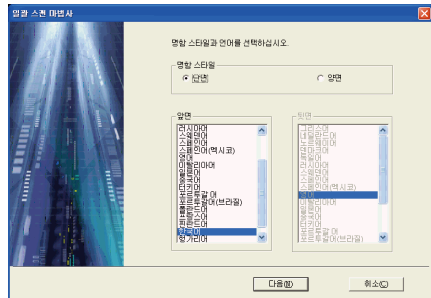 일괄 스캔 마법사
명함 스타일과 언어를 선택하십시오.
명함 스타일
단면
양면
앞면
러시아어
스웨덴어
스페인어
스페인어(멕시코)
영어
이탈리아어
일본어
중국어
터키어
포르투갈 어
포르투갈어(브라질)
폴란드어
프랑스어
핀란드어
한국어
헝가리어
뒷면
그리스어
네덜란드어
노르웨이어
덴마크어
독일어
러시아어
스웨덴어
스페인어
스페인어(멕시코)
영어
이탈리아어
일본어
중국어
터키어
포르투갈 어
포르투갈어(브라질)
다음(N)
취소(C)